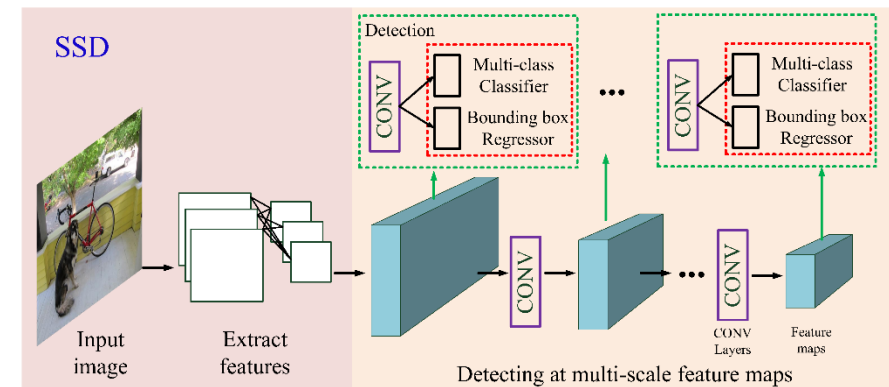 SSD
Detection
CONV
Multi-class
Classifier
Bounding box
Regressor
...
CONV
Multi-class
Classifier
Bounding box
Regressor
CONV
...
CONV
Input
image
Extract
features
CONV
Layers
Feature
maps
Detecting at multi-scale feature maps